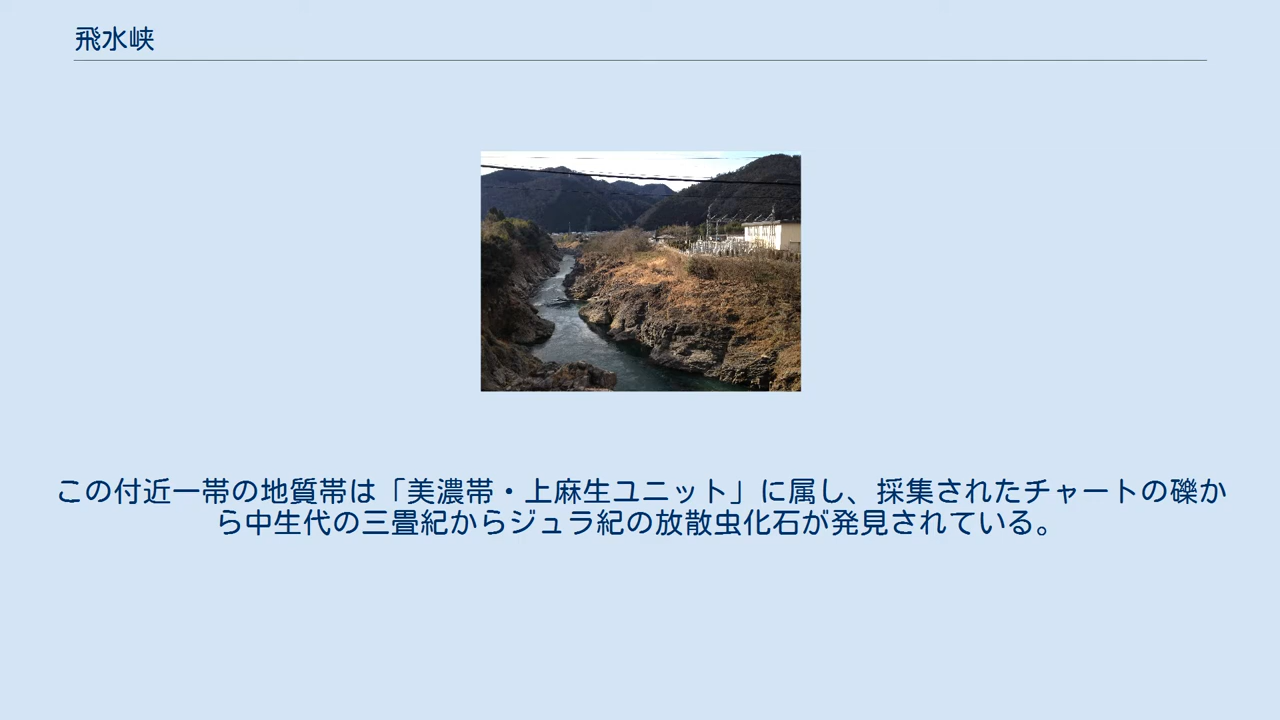 飛水峡
この付近一帯の地質帯は「美濃帯・上麻生ユニット」に属し、採集されたチャートの礫か
ら中生代の三畳紀からジュラ紀の放散虫化石が発見されている。